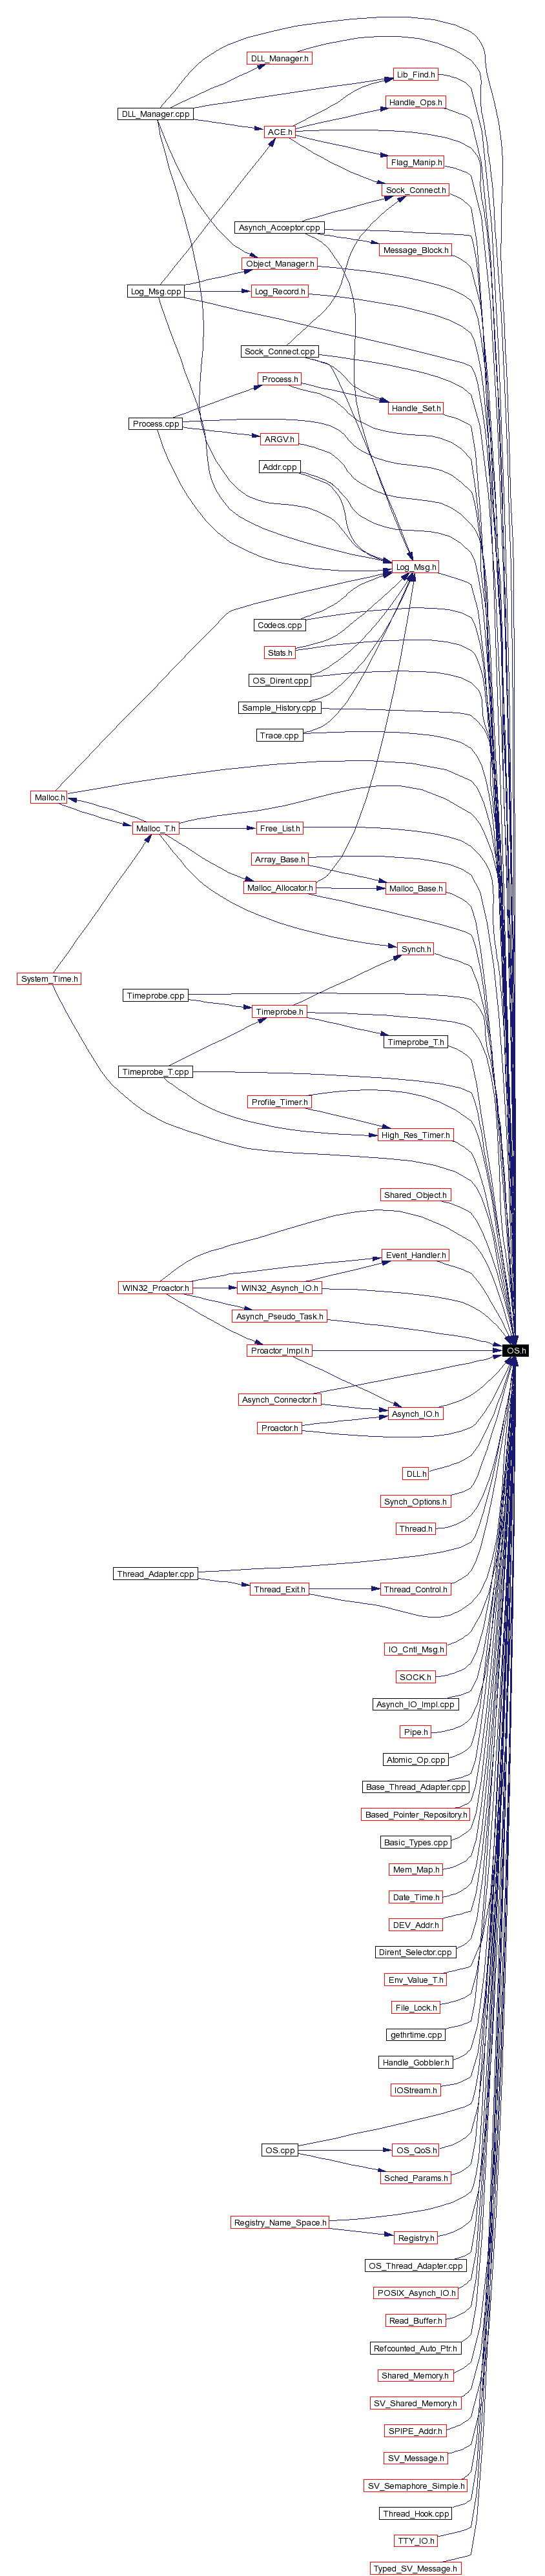 DLL_Manager.h
Lib_Find.h
Handle_Ops.h
DLL_Manager.cpp
ACE.h
Flag_Manip.h
Sock_Connect.h
Asynch_Acceptor.cpp
Message_Block.h
Object_Manager.h
Log_Msg.cpp
Log_Record.h
Sock_Connect.cpp
Process.h
Handle_Set.h
Process.cpp
ARGV.h
Addr.cpp
Log_Msg.h
Codecs.cpp
Stats.h
OS_Dirent.cpp
Sample_History.cpp
Trace.cpp
Malloc.h
Malloc_T.h
Free_List.h
Array_Base.h
Malloc_Allocator.h
Malloc_Base.h
Synch.h
System_Time.h
Timeprobe.cpp
Timeprobe.h
Timeprobe_T.h
Timeprobe_T.cpp
Profile_Timer.h
High_Res_Timer.h
Shared_Object.h
Event_Handler.h
WIN32_Proactor.h
WIN32_Asynch_IO.h
Asynch_Pseudo_Task.h
Proactor_Impl.h
OS.h
Asynch_Connector.h
Asynch_IO.h
Proactor.h
DLL.h
Synch_Options.h
Thread.h
Thread_Adapter.cpp
Thread_Exit.h
Thread_Control.h
IO_Cntl_Msg.h
SOCK.h
Asynch_IO_Impl.cpp
Pipe.h
Atomic_Op.cpp
Base_Thread_Adapter.cpp
Based_Pointer_Repository.h
Basic_Types.cpp
Mem_Map.h
Date_Time.h
DEV_Addr.h
Dirent_Selector.cpp
Env_Value_T.h
File_Lock.h
gethrtime.cpp
Handle_Gobbler.h
IOStream.h
OS.cpp
OS_QoS.h
Sched_Params.h
Registry_Name_Space.h
Registry.h
OS_Thread_Adapter.cpp
POSIX_Asynch_IO.h
Read_Buffer.h
Refcounted_Auto_Ptr.h
Shared_Memory.h
SV_Shared_Memory.h
SPIPE_Addr.h
SV_Message.h
SV_Semaphore_Simple.h
Thread_Hook.cpp
TTY_IO.h
Typed_SV_Message.h